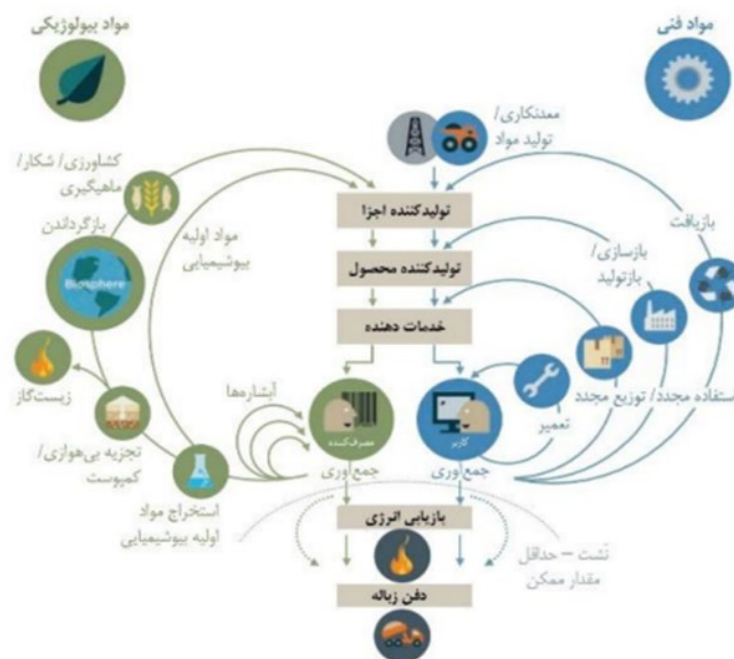 مواد فنی
مواد بیولوژیکی
معدنکاری/
تولید مواد
کشاورزی/ شکار/
ماهیگیری
بازگرداندن
Biosphere
مواد اولیه
بیوشیمیایی
تولیدکننده اجزا
بازیافت
بازسازی/
بازتولید
تولیدکننده محصول
خدمات دهنده
زیست‌گاز
آبشارها
استفاده مجدد/ توزیع مجدد
تعمیر
مصرف‌کننده
کاربر
تجزیه بی‌هوازی/
کمپوست
جمع آوری
جمع آوری
استخراج مواد
اولیه بیوشیمیایی
بازیابی انرژی
نشت – حداقل
مقدار ممکن
دفن زباله